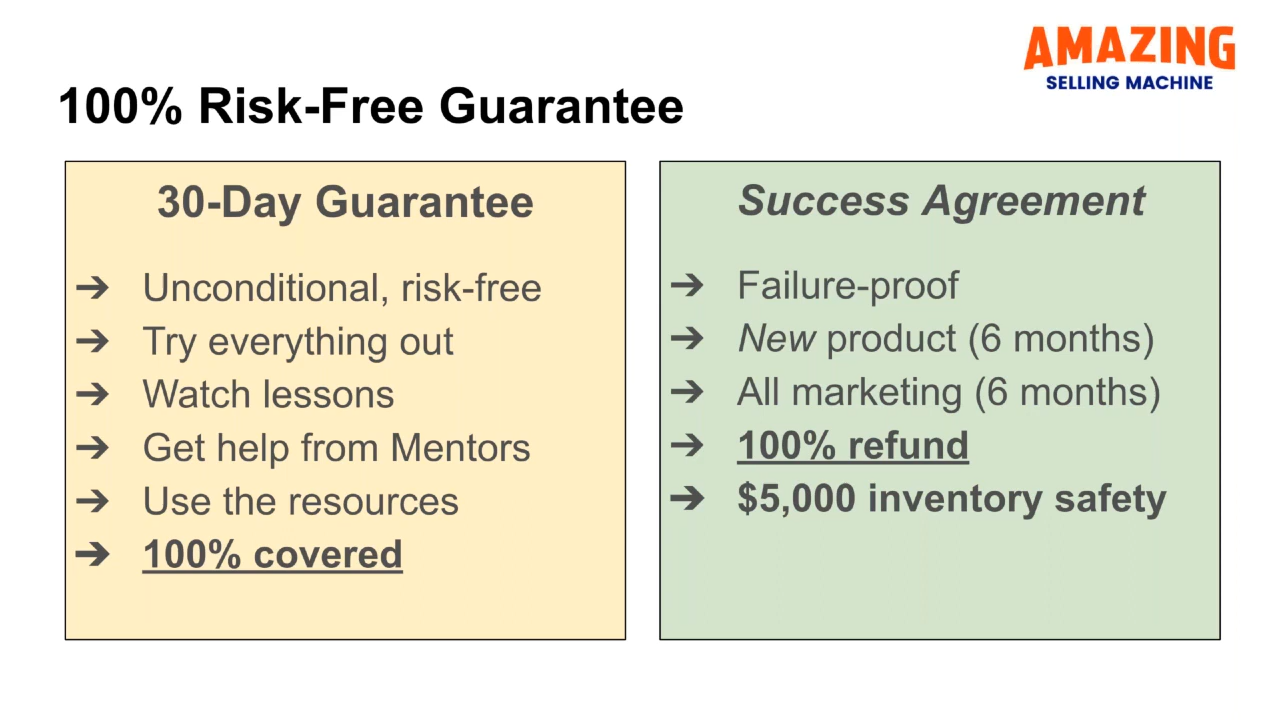 AMAZING
SELLING MACHINE
100% Risk-Free Guarantee
30-Day Guarantee
➔ Unconditional, risk-free
➔ Try everything out
➔ Watch lessons
➔ Get help from Mentors
➔ Use the resources
➔ 100% covered
Success Agreement
➔ Failure-proof
➔ New product (6 months)
➔ All marketing (6 months)
➔ 100% refund
➔ $5,000 inventory safety